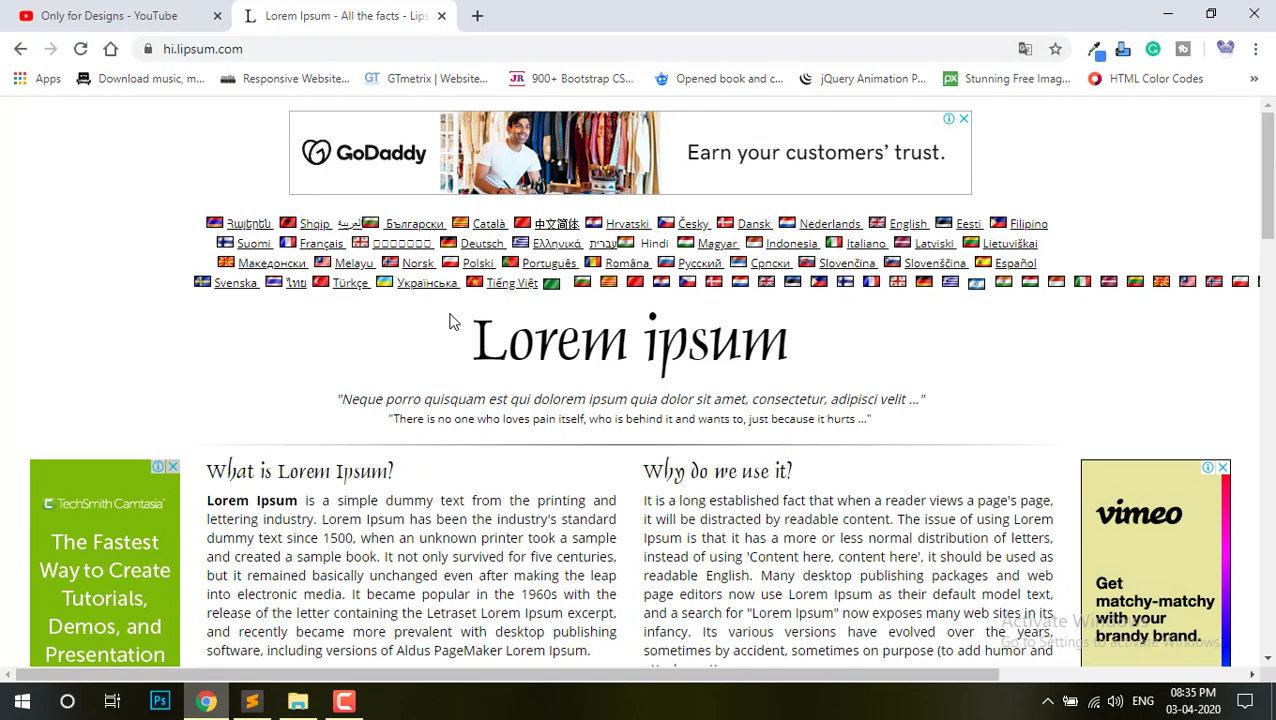 Only for Designs - YouTube
Lorem Ipsum - All the facts - Lips
hi.lipsum.com
Apps
Download music, m...
Responsive Website...
GTmetrix | Website...
900+ Bootstrap CS...
Opened book and c...
jQuery Animation P...
Stunning Free Imag...
HTML Color Codes
GoDaddy
Earn your customers' trust.
Հայերեն Shqip العربية Български Català 中文简体 Hrvatski Česky Dansk Nederlands English Eesti Filipino
Suomi Français Deutsch Ελληνικά עברית Hindi Magyar Indonesia Italiano Latviski Lietuviškai
Македонски Melayu Norsk Polski Português Româna Русский Српски Slovenčina Slovenščina Español
Svenska ไทย Türkçe Українська Tiếng Việt
Lorem ipsum
"Neque porro quisquam est qui dolorem ipsum quia dolor sit amet, consectetur, adipisci velit ..."
"There is no one who loves pain itself, who is behind it and wants to, just because it hurts ..."
What is Lorem Ipsum?
Lorem Ipsum is a simple dummy text from the printing and
lettering industry. Lorem Ipsum has been the industry's standard
dummy text since 1500, when an unknown printer took a sample
and created a sample book. It not only survived for five centuries,
but it remained basically unchanged even after making the leap
into electronic media. It became popular in the 1960s with the
release of the letter containing the Letraset Lorem Ipsum excerpt,
and recently became more prevalent with desktop publishing
software, including versions of Aldus PageMaker Lorem Ipsum.
Why do we use it?
It is a long established fact that when a reader views a page's page,
it will be distracted by readable content. The issue of using Lorem
Ipsum is that it has a more or less normal distribution of letters,
instead of using 'Content here, content here', it should be used as
readable English. Many desktop publishing packages and web
page editors now use Lorem Ipsum as their default model text,
and a search for "Lorem Ipsum" now exposes many web sites in its
infancy. Its various versions have evolved over the years,
sometimes by accident, sometimes on purpose (to add humor and
TechSmith Camtasia
The Fastest
Way to Create
Tutorials,
Demos, and
Presentation
vimeo
Get
matchy-matchy
with your
brandy brand.
Activate Windows
Go to Settings to activate Windows.
ENG
08:35 PM
03-04-2020